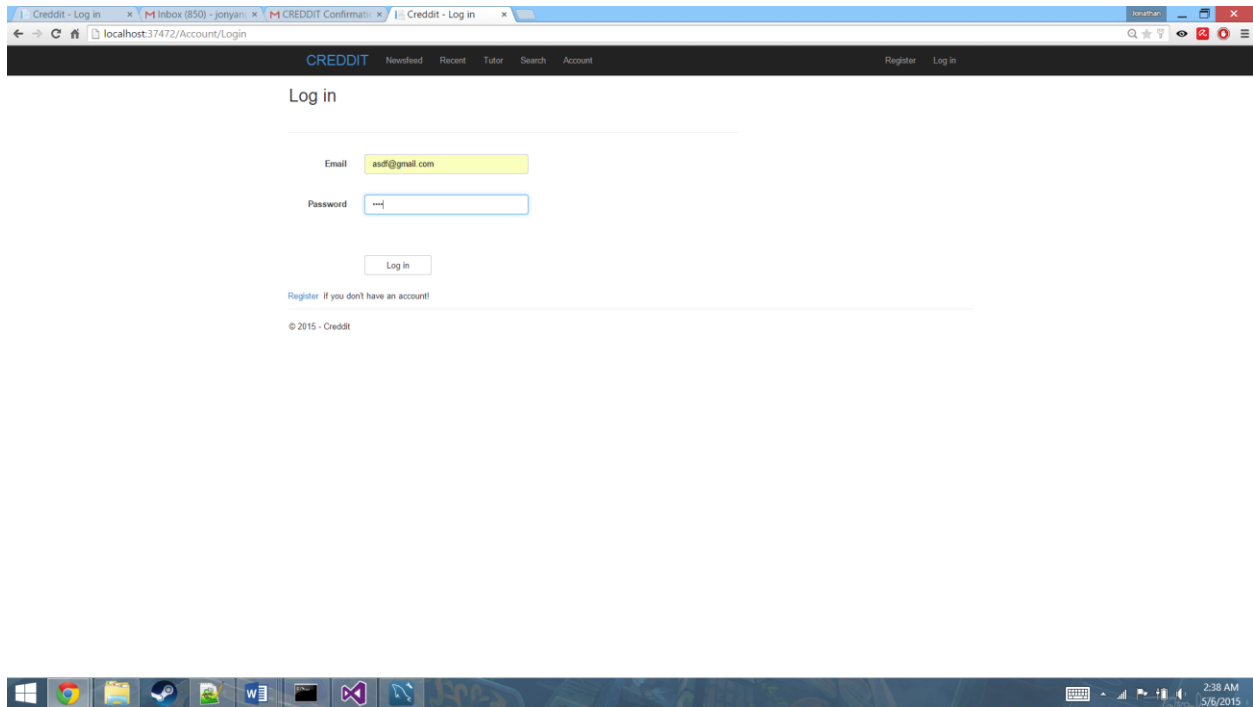 Creddit - Log in
Inbox (850) - jonyan
CREDDIT Confirmatic
Creddit - Log in
Jonathan
localhost:37472/Account/Login
CREDDIT Newsfeed Recent Tutor Search Account Register Log in
Log in
Email asdf@gmail.com
Password ••••
Log in
Register if you don't have an account!
© 2015 - Creddit
2:38 AM
5/6/2015